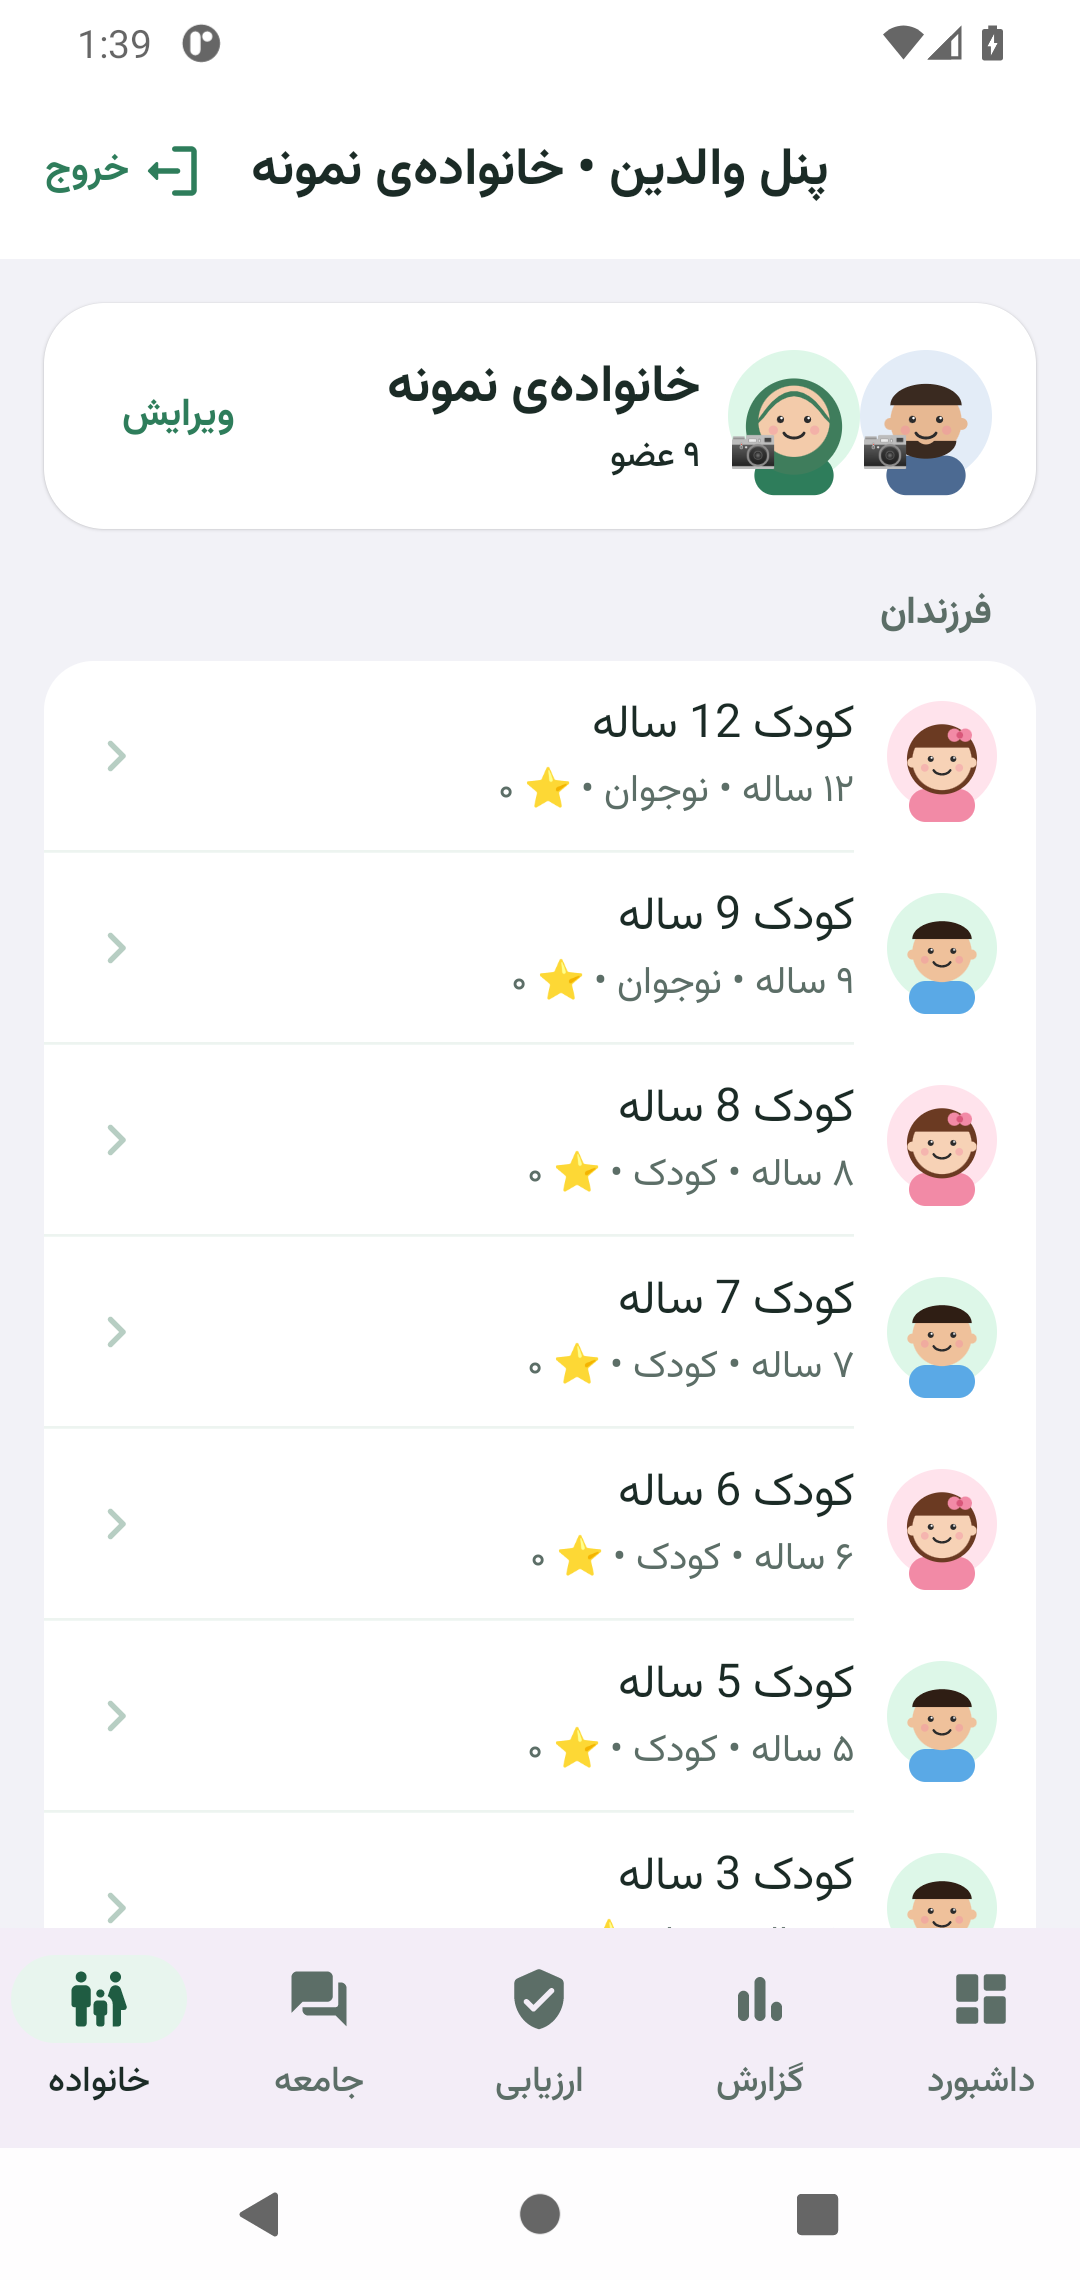 1:39
پنل والدین • خانواده‌ی نمونه
خروج
خانواده‌ی نمونه
۹ عضو
ویرایش
فرزندان
کودک 12 ساله
۱۲ ساله • نوجوان • ⭐ ۰
کودک 9 ساله
۹ ساله • نوجوان • ⭐ ۰
کودک 8 ساله
۸ ساله • کودک • ⭐ ۰
کودک 7 ساله
۷ ساله • کودک • ⭐ ۰
کودک 6 ساله
۶ ساله • کودک • ⭐ ۰
کودک 5 ساله
۵ ساله • کودک • ⭐ ۰
کودک 3 ساله
داشبورد
گزارش
ارزیابی
جامعه
خانواده